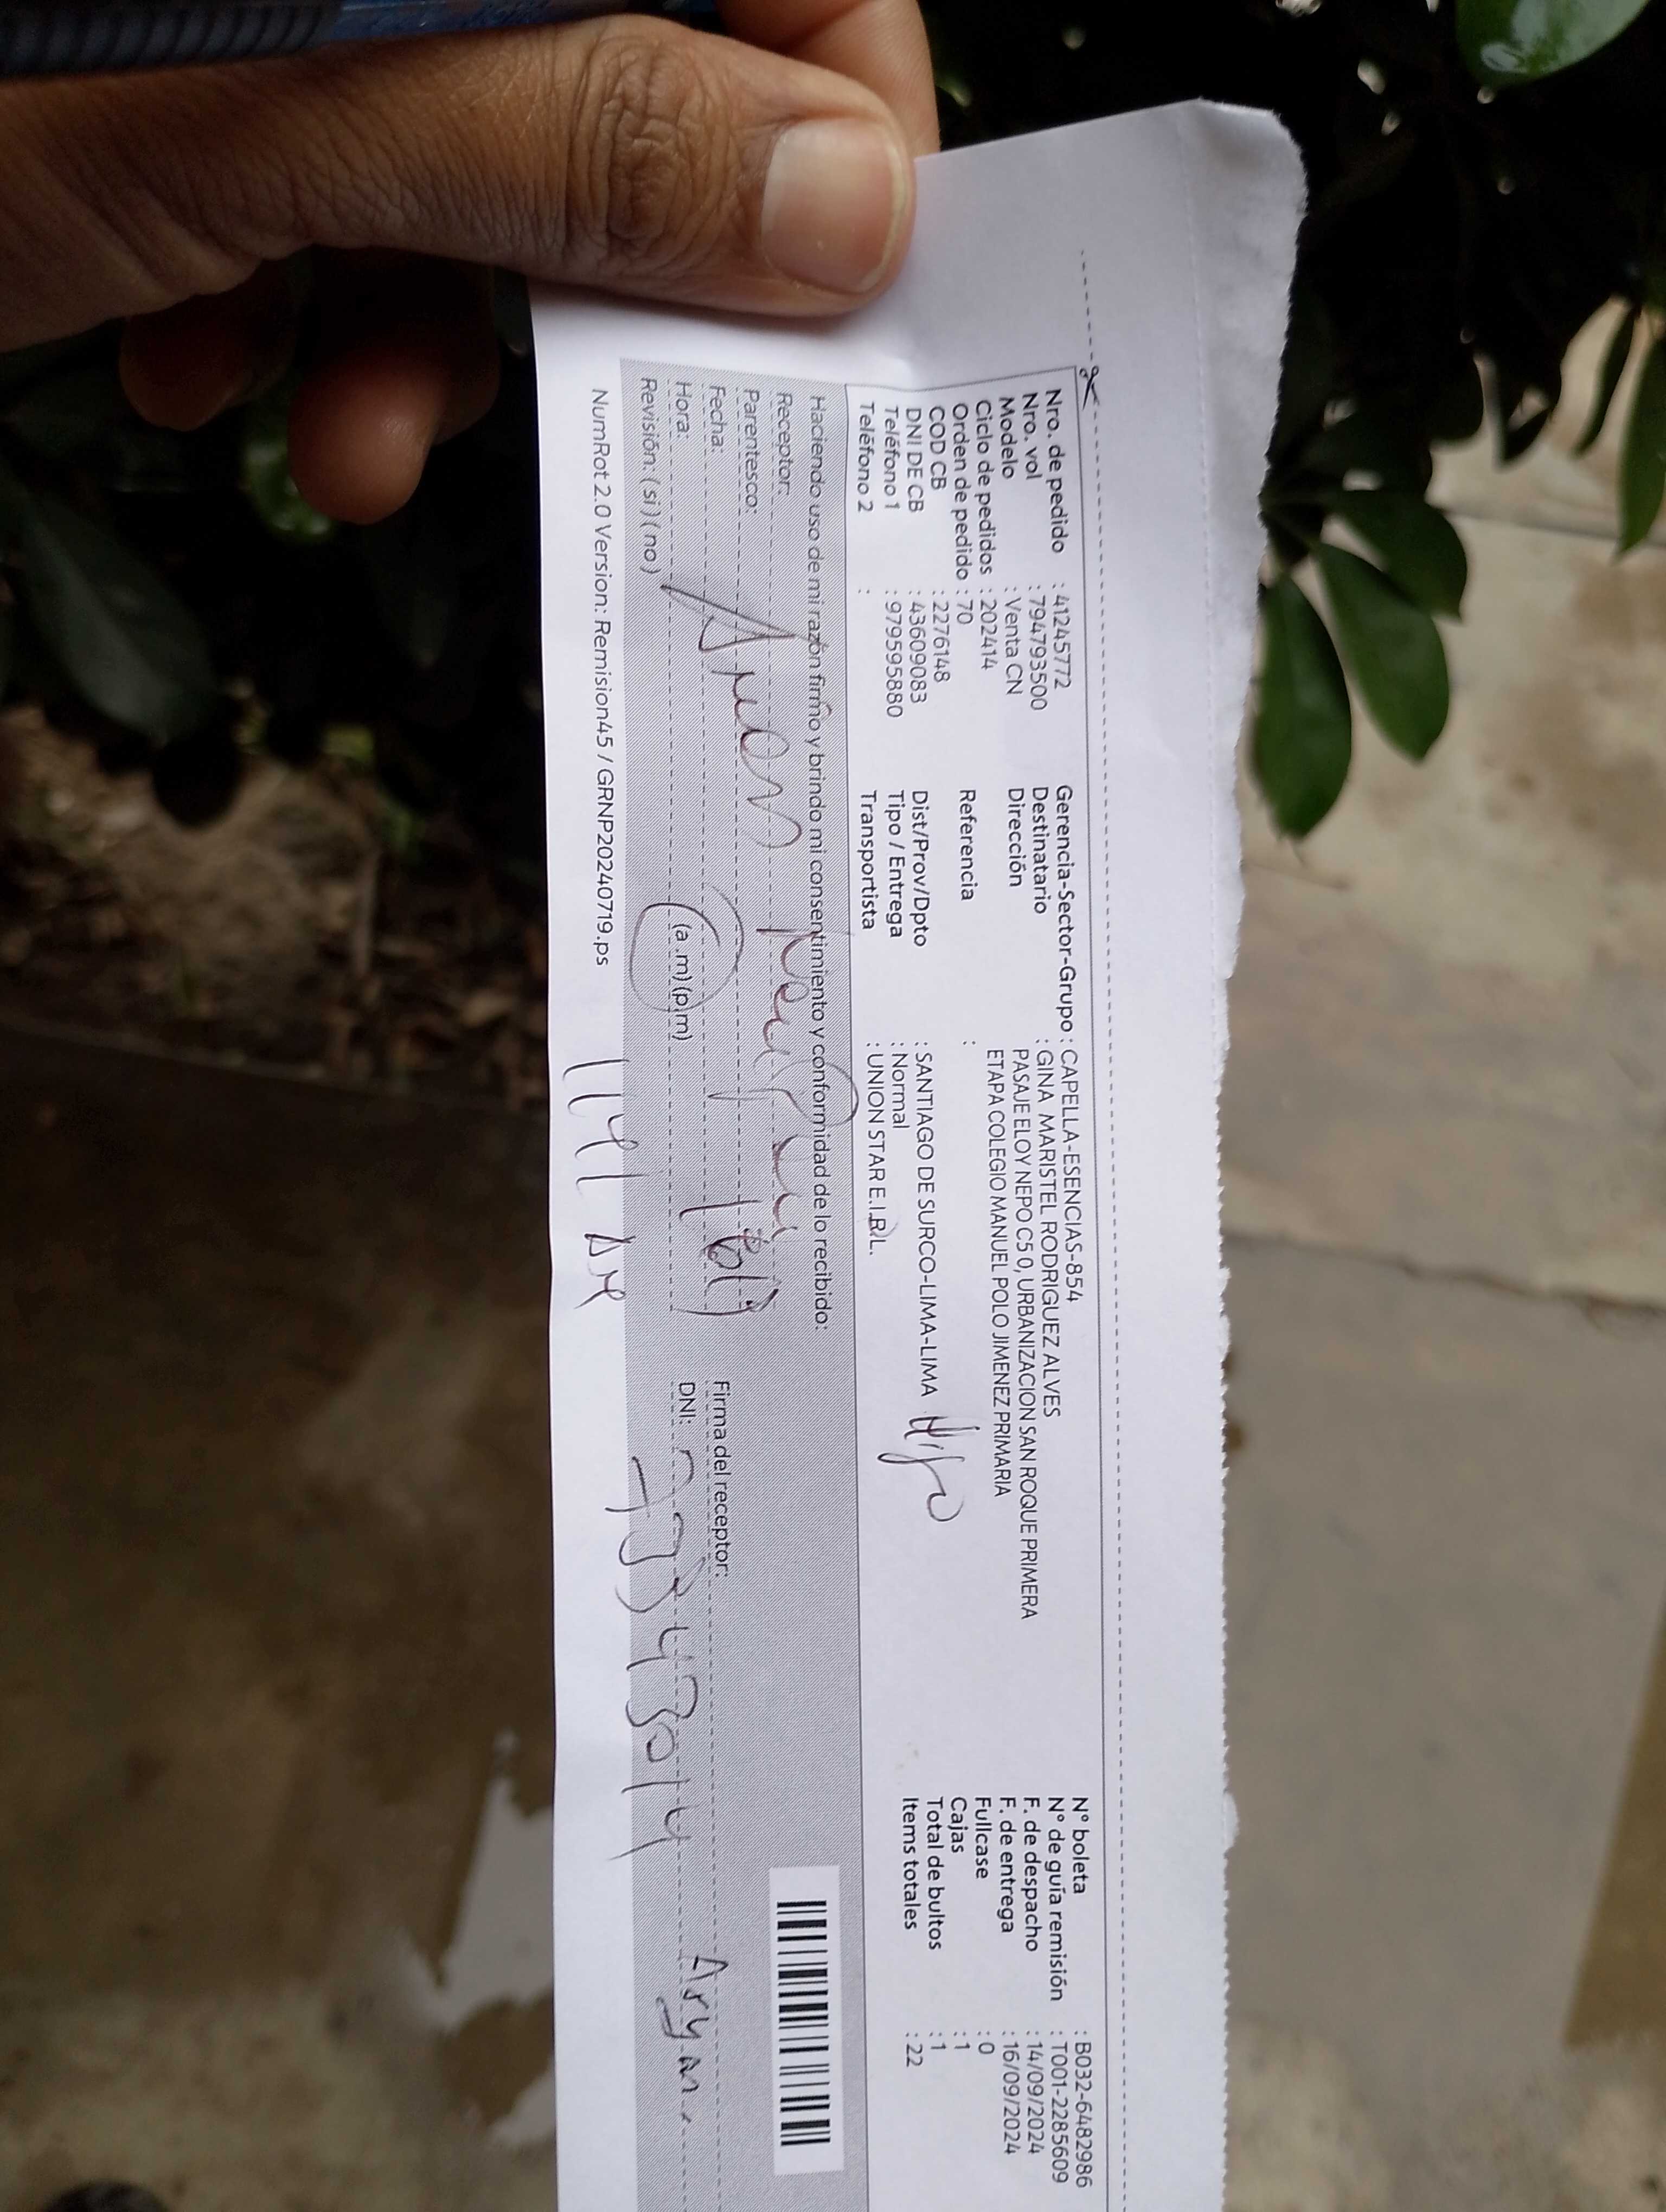 Nro. de pedido : 41245772
Nro. vol : 794793500
Modelo : Venta CN
Ciclo de pedidos : 202414
Orden de pedido : 70
COD CB : 2276148
DNI DE CB : 43609083
Teléfono 1 : 979595880
Teléfono 2 :
Gerencia-Sector-Grupo : CAPELLA-ESENCIAS-854
Destinatario : GINA MARISTEL RODRIGUEZ ALVES
Dirección PASAJE ELOY NEPO C5 0, URBANIZACION SAN ROQUE PRIMERA
ETAPA COLEGIO MANUEL POLO JIMENEZ PRIMARIA
Referencia :
Dist/Prov/Dpto : SANTIAGO DE SURCO-LIMA-LIMA
Tipo / Entrega : Normal
Transportista : UNION STAR E.I.R.L.
Hijo
N° boleta : B032-6482986
N° de guía remisión : T001-2285609
F. de despacho : 14/09/2024
F. de entrega : 16/09/2024
Fullcase : 0
Cajas : 1
Total de bultos : 1
Items totales : 22
Haciendo uso de mi razón firmo y brindo mi consentimiento y conformidad de lo recibido:
Receptor:
Parentesco:
Fecha:
Hora: (a.m) (p.m)
Revisión: (si) (no)
Firma del receptor:
DNI:
NumRot 2.0 Version: Remision45 / GRNP20240719.ps